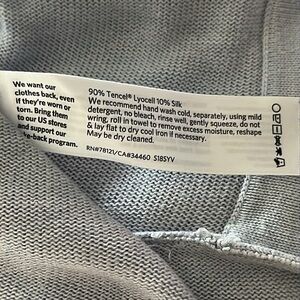 We want our
clothes back, even
if they're worn or
torn. Bring them
to our US stores
and support our
-back program.
90% Tencel® Lyocell 10% Silk
We recommend hand wash cold, separately, using mild
detergent, no bleach, rinse well, gently squeeze, do not
wring, roll in towel to remove excess moisture, reshape
& lay flat to dry cool iron if necessary.
May be dry cleaned.
RN#78121/CA#34460 S18SYV